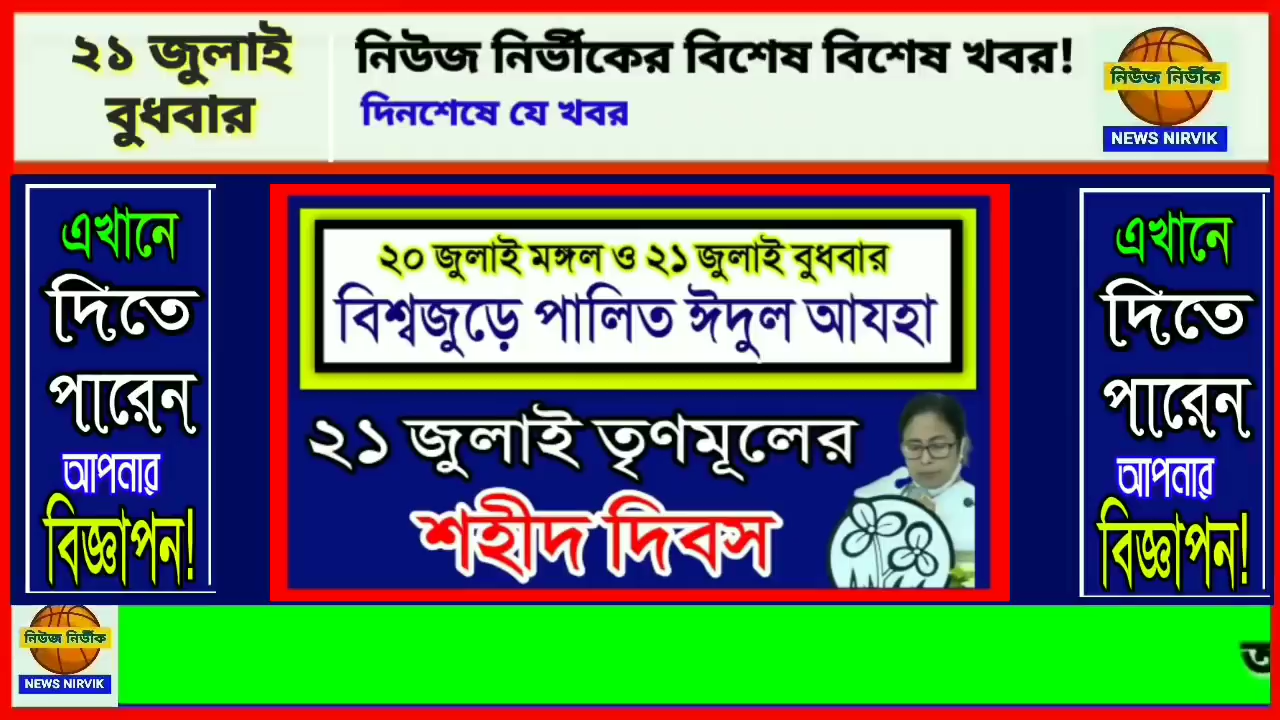 ২১ জুলাই
বুধবার
নিউজ নির্ভীকের বিশেষ বিশেষ খবর!
দিনশেষে যে খবর
নিউজ নির্ভীক
NEWS NIRVIK
এখানে
দিতে
পারেন
আপনার
বিজ্ঞাপন!
২০ জুলাই মঙ্গল ও ২১ জুলাই বুধবার
বিশ্বজুড়ে পালিত ঈদুল আযহা
২১ জুলাই তৃণমূলের
শহীদ দিবস
এখানে
দিতে
পারেন
আপনার
বিজ্ঞাপন!
নিউজ নির্ভীক
NEWS NIRVIK